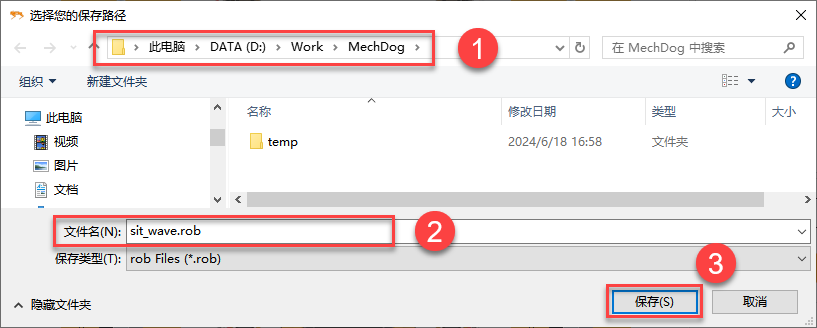 选择您的保存路径
此电脑 > DATA (D:) > Work > MechDog >
1
在 MechDog 中搜索
组织
新建文件夹
名称 修改日期 类型 大小
此电脑
视频
图片
文档
temp 2024/6/18 16:58 文件夹
文件名(N): sit_wave.rob
2
保存类型(T): rob Files (*.rob)
3
隐藏文件夹
保存(S)
取消